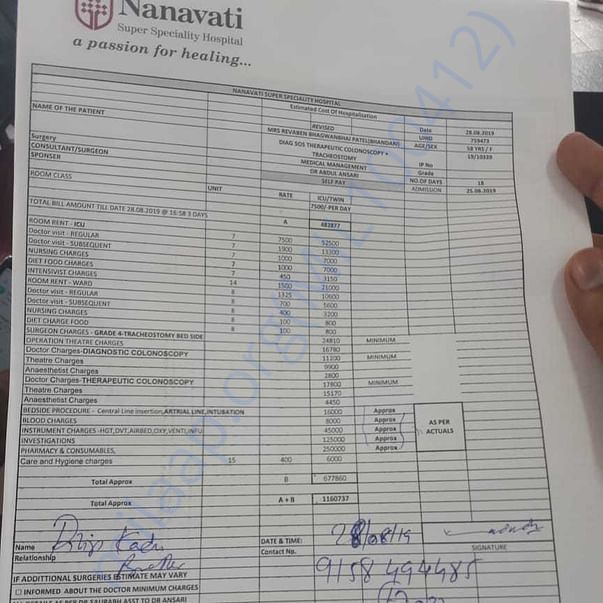 Nanavati
Super Speciality Hospital
a passion for healing...
NANAVATI SUPER SPECIALITY HOSPITAL
Estimated Cost Of Hospitalisation
REVISED Date 28.08.2019
NAME OF THE PATIENT MRS REVABEN BHAGWANBHAI PATEL(BHANDARI) UHID 759473
DIAG SOS THERAPEUTIC COLONOSCOPY + AGE/SEX 58 YRS / F
Surgery TRACHEOSTOMY 19/10339
CONSULTANT/SURGEON MEDICAL MANAGEMENT IP No
SPONSER DR ABDUL ANSARI Grade
SELF PAY NO.OF DAYS 18
ROOM CLASS ICU/TWIN ADMISSION 25.08.2019
UNIT RATE 7500/-PER DAY
TOTAL BILL AMOUNT TILL DATE 28.08.2019 @ 16:58 3 DAYS A 482877
ROOM RENT - ICU 7 7500 52500
Doctor visit - REGULAR 7 1900 13300
Doctor visit - SUBSEQUENT 7 1000 7000
NURSING CHARGES 7 1000 7000
DIET FOOD CHARGES 7 450 3150
INTENSIVIST CHARGES 14 1500 21000
ROOM RENT - WARD 8 1325 10600
Doctor visit - REGULAR 8 700 5600
Doctor visit - SUBSEQUENT 8 400 3200
NURSING CHARGES 8 100 800
DIET CHARGE FOOD 8 100 800
SURGEON CHARGES - GRADE 4-TRACHEOSTOMY BED SIDE 24810 MINIMUM
OPERATION THEATRE CHARGES 16780
Doctor Charges-DIAGNOSTIC COLONOSCOPY 11200 MINIMUM
Theatre Charges 9900
Anaesthetist Charges 2800
Doctor Charges-THERAPEUTIC COLONOSCOPY 17800 MINIMUM
Theatre Charges 15170
Anaesthetist Charges 4450
BEDSIDE PROCEDURE - Central Line insertion,ARTRIAL LINE,INTUBATION 16000 Approx
BLOOD CHARGES 8000 Approx AS PER
INSTRUMENT CHARGES -HGT,DVT,AIRBED,OXY,VENTI,INFU 45000 Approx ACTUALS
INVESTIGATIONS 125000 Approx
PHARMACY & CONSUMABLES, 250000 Approx
Care and Hygiene charges 15 400 6000
Total Approx B 677860
Total Approx A + B 1160737
Name DATE & TIME: 28/08/19
Relationship Brother Contact Np. 9158494485 SIGNATURE
IF ADDITIONAL SURGERIES ESTIMATE MAY VARY
☐ INFORMED ABOUT THE DOCTOR MINIMUM CHARGES
milaap.org